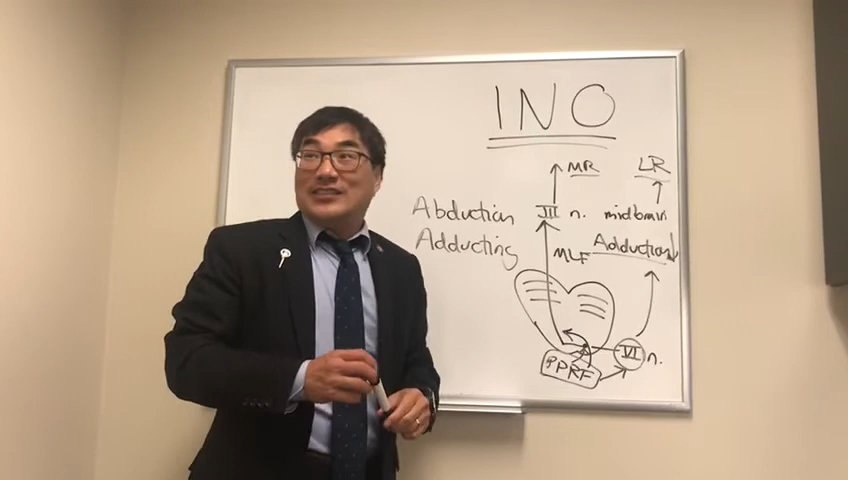 INO
MR LR
Abduction III n. midbrain
Adducting MLF Adduction↓
PPRF VI n.